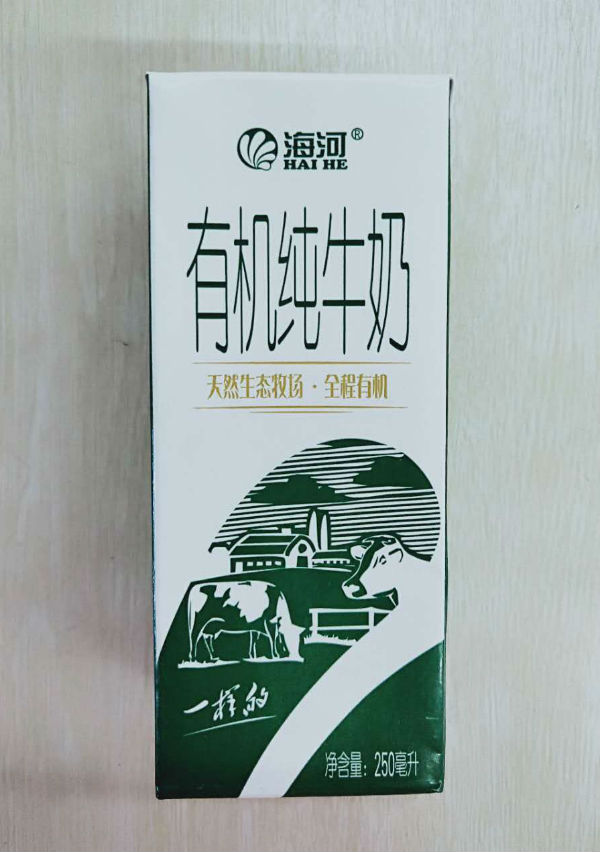 海河®
HAI HE
有机纯牛奶
天然生态牧场·全程有机
一样的
净含量：250毫升